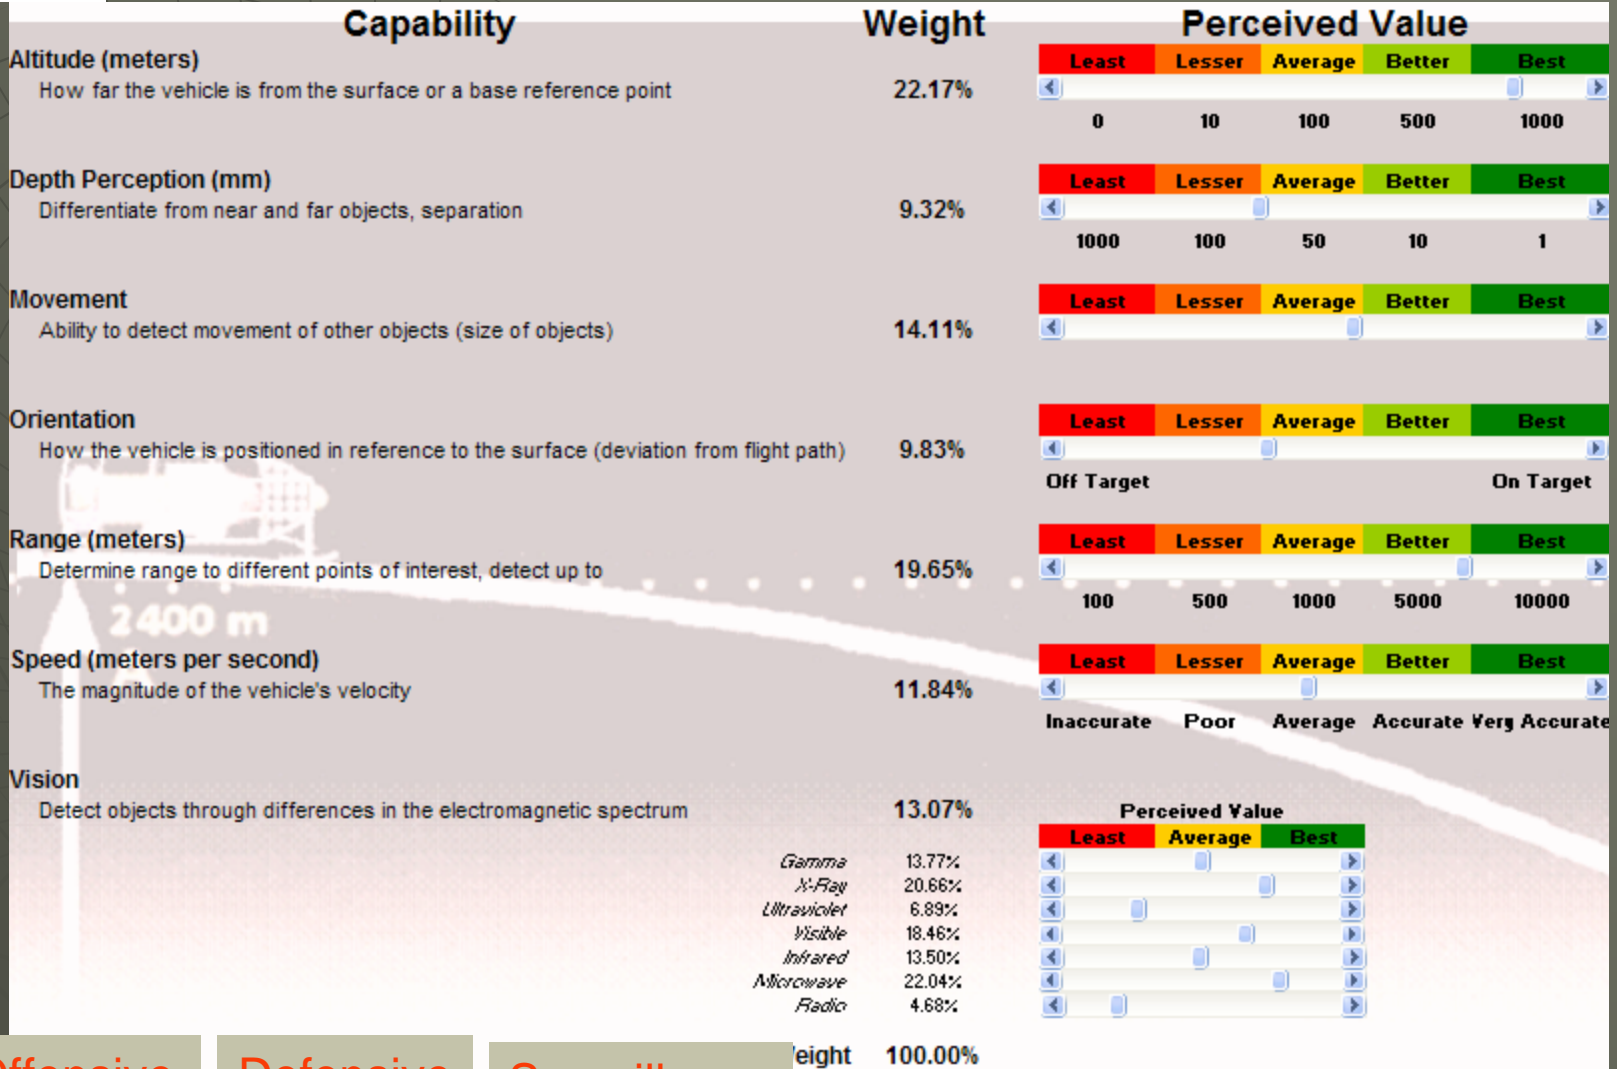 Capability Weight Perceived Value
Altitude (meters) Least Lesser Average Better Best
How far the vehicle is from the surface or a base reference point 22.17%
0 10 100 500 1000
Depth Perception (mm) Least Lesser Average Better Best
Differentiate from near and far objects, separation 9.32%
1000 100 50 10 1
Movement Least Lesser Average Better Best
Ability to detect movement of other objects (size of objects) 14.11%
Orientation Least Lesser Average Better Best
How the vehicle is positioned in reference to the surface (deviation from flight path) 9.83%
Off Target On Target
Range (meters) Least Lesser Average Better Best
Determine range to different points of interest, detect up to 19.65%
100 500 1000 5000 10000
2400 m
Speed (meters per second) Least Lesser Average Better Best
A
The magnitude of the vehicle's velocity 11.84%
Inaccurate Poor Average Accurate Very Accurate
Vision
Detect objects through differences in the electromagnetic spectrum 13.07% Perceived Value
Least Average Best
Gamma 13.77%
X-Ray 20.66%
Ultraviolet 6.89%
Visible 18.46%
Infrared 13.50%
Microwave 22.04%
Radio 4.68%
100.00%